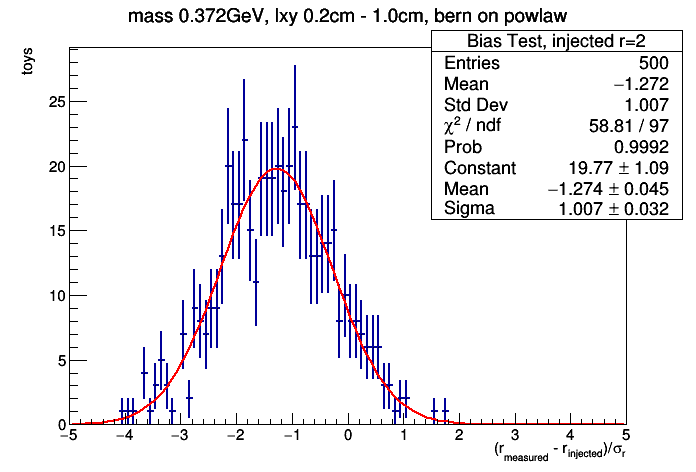 mass 0.372GeV, lxy 0.2cm - 1.0cm, bern on powlaw
Bias Test, injected r=2
Entries 500
Mean −1.272
Std Dev 1.007
χ² / ndf 58.81 / 97
Prob 0.9992
Constant 19.77 ± 1.09
Mean −1.274 ± 0.045
Sigma 1.007 ± 0.032
toys
25
20
15
10
5
0
−5 −4 −3 −2 −1 0 1 2 3 4 5
(r_measured - r_injected)/σ_r